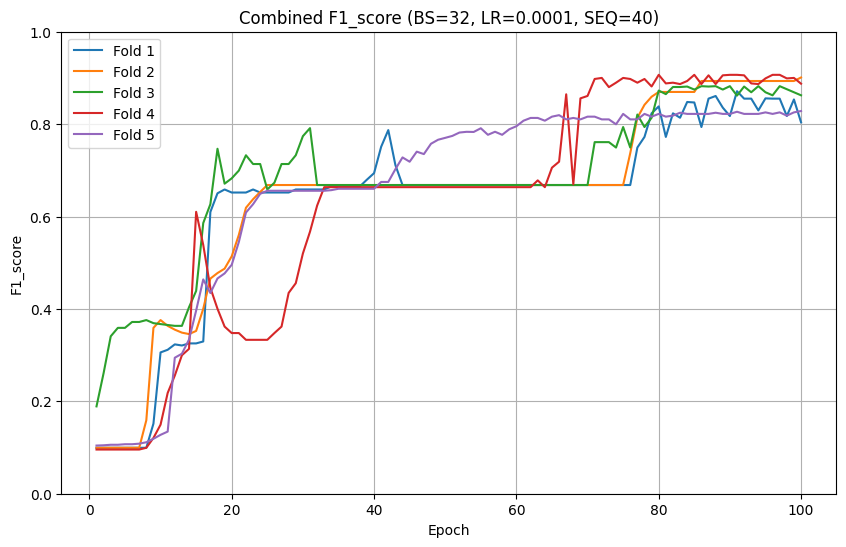 Combined F1_score (BS=32, LR=0.0001, SEQ=40)
Fold 1
Fold 2
Fold 3
Fold 4
Fold 5
1.0
0.8
0.6
0.4
0.2
0.0
F1_score
0 20 40 60 80 100
Epoch